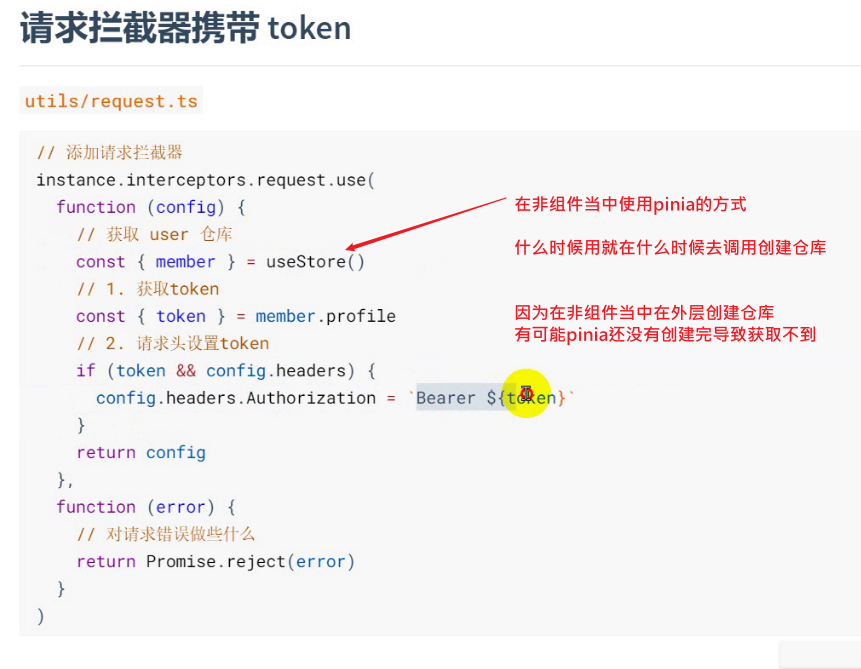 请求拦截器携带 token
utils/request.ts
// 添加请求拦截器
instance.interceptors.request.use(
function (config) {
// 获取 user 仓库
const { member } = useStore()
// 1. 获取token
const { token } = member.profile
// 2. 请求头设置token
if (token && config.headers) {
config.headers.Authorization = `Bearer ${token}`
}
return config
},
function (error) {
// 对请求错误做些什么
return Promise.reject(error)
}
)
在非组件当中使用pinia的方式
什么时候用就在什么时候去调用创建仓库
因为在非组件当中在外层创建仓库
有可能pinia还没有创建完导致获取不到